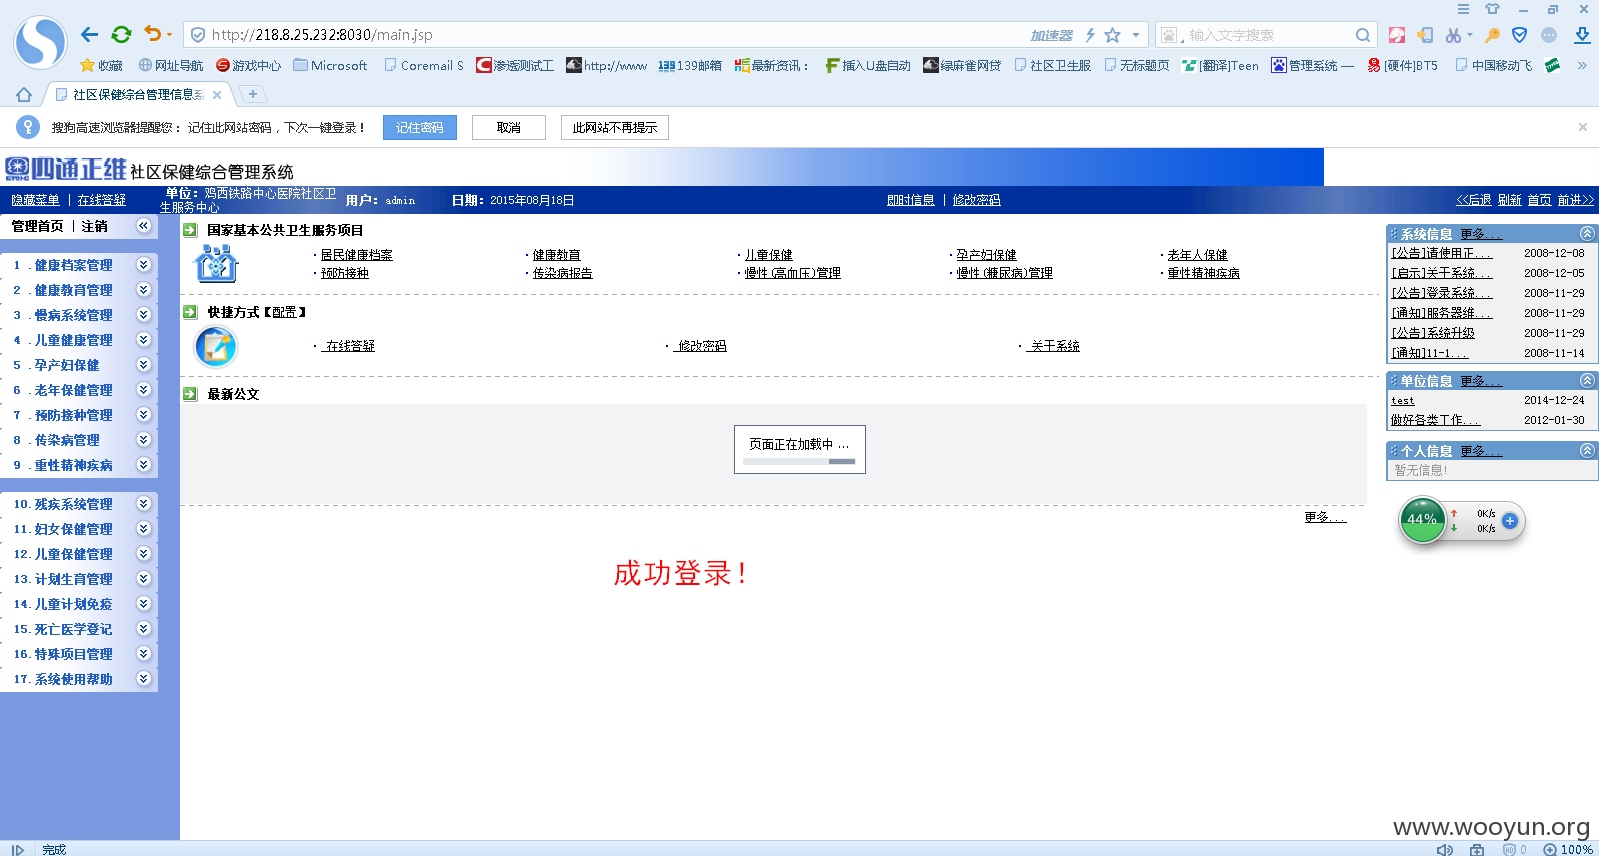 http://218.8.25.232:8030/main.jsp 加速器 输入文字搜索
收藏 网址导航 游戏中心 Microsoft Coremail S 渗透测试工 http://www 139邮箱 最新资讯： 插入U盘自动 绿麻雀网贷 社区卫生服 无标题页 [翻译]Teen 管理系统 — [硬件]BT5 中国移动飞 »
社区保健综合管理信息系
搜狗高速浏览器提醒您： 记住此网站密码，下次一键登录！ 记住密码 取消 此网站不再提示
四通正维 社区保健综合管理系统
隐藏菜单 | 在线答疑 单位：鸡西铁路中心医院社区卫生服务中心 用户：admin 日期：2015年08月18日 即时信息 | 修改密码 <<后退 刷新 首页 前进>>
管理首页 | 注销
1 .健康档案管理
2 .健康教育管理
3 .慢病系统管理
4 .儿童健康管理
5 .孕产妇保健
6 .老年保健管理
7 .预防接种管理
8 .传染病管理
9 .重性精神疾病
10.残疾系统管理
11.妇女保健管理
12.儿童保健管理
13.计划生育管理
14.儿童计划免疫
15.死亡医学登记
16.特殊项目管理
17.系统使用帮助
国家基本公共卫生服务项目
·居民健康档案 ·健康教育 ·儿童保健 ·孕产妇保健 ·老年人保健
·预防接种 ·传染病报告 ·慢性(高血压)管理 ·慢性(糖尿病)管理 ·重性精神疾病
快捷方式【配置】
· 在线答疑 · 修改密码 · 关于系统
最新公文
页面正在加载中 ...
更多...
成功登录！
系统信息 更多...
[公告]请使用正... 2008-12-08
[启示]关于系统... 2008-12-05
[公告]登录系统... 2008-11-29
[通知]服务器维... 2008-11-29
[公告]系统升级 2008-11-29
[通知]11-1... 2008-11-14
单位信息 更多...
test 2014-12-24
做好各类工作... 2012-01-30
个人信息 更多...
暂无信息!
44% 0K/s
0K/s
www.wooyun.org
完成 0 100%